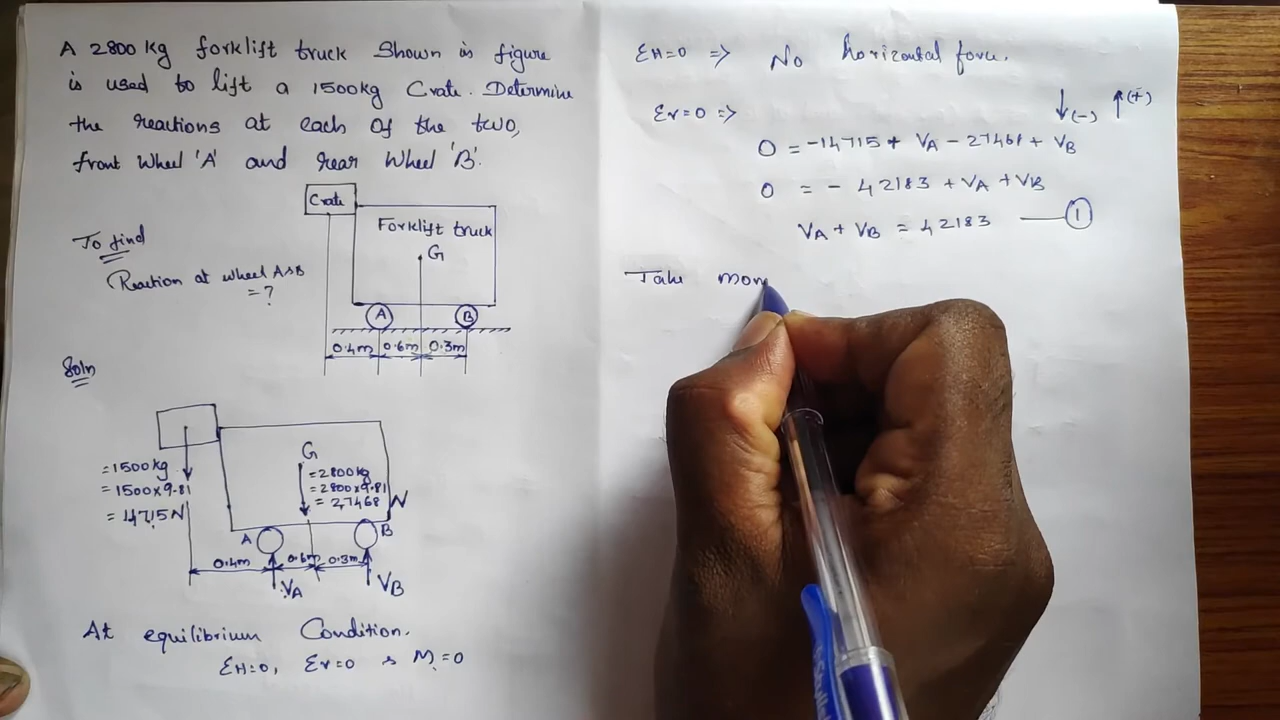 A 2800 kg forklift truck Shown in figure
is used to lift a 1500kg Crate. Determine
the reactions at each of the two,
front wheel 'A' and rear wheel 'B'.
Crate
Forklift truck
G
A
B
0.4m
0.6m
0.3m
To find
Reaction at wheel A&B
= ?
Soln
G
=1500kg
=1500x9.81
= 14715N
=2800kg
=2800x9.81
= 27468 N
A
B
0.4m
0.6m
0.3m
VA
VB
At equilibrium Condition.
ΣH=0, ΣV=0 & M=0
ΣH=0 => No horizontal force.
ΣV=0 => ↓(-) ↑(+)
0 = -14715 + VA - 27468 + VB
0 = - 42183 + VA + VB
VA + VB = 42183 —— 1
Take mom